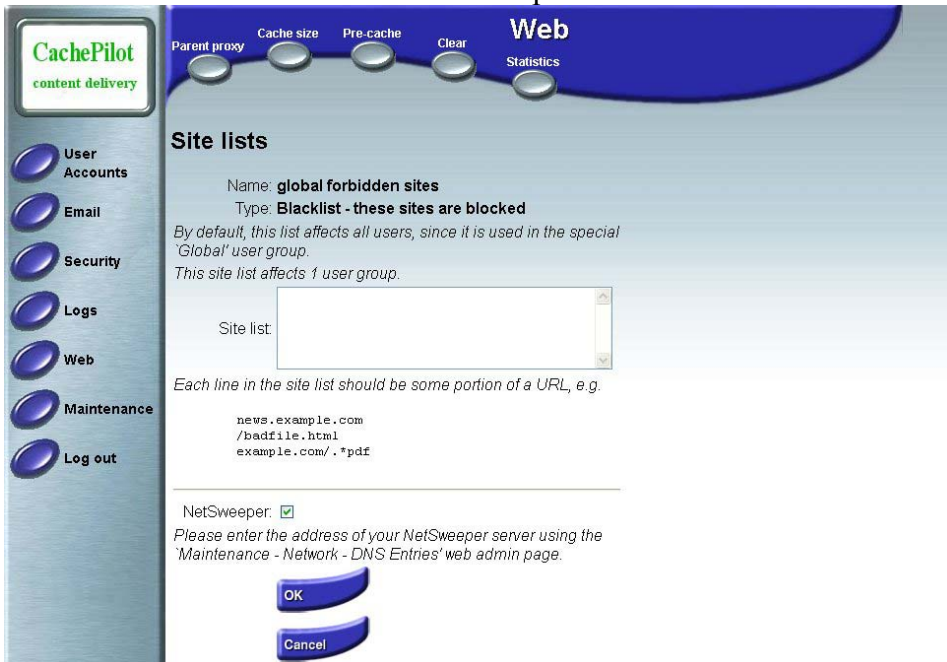 CachePilot
content delivery
Parent proxy
Cache size
Pre-cache
Clear
Web
Statistics
User
Accounts
Email
Security
Logs
Web
Maintenance
Log out
Site lists
Name: global forbidden sites
Type: Blacklist - these sites are blocked
By default, this list affects all users, since it is used in the special
`Global' user group.
This site list affects 1 user group.
Site list:
Each line in the site list should be some portion of a URL, e.g.
news.example.com
/badfile.html
example.com/.*pdf
NetSweeper:
Please enter the address of your NetSweeper server using the
`Maintenance - Network - DNS Entries' web admin page.
OK
Cancel